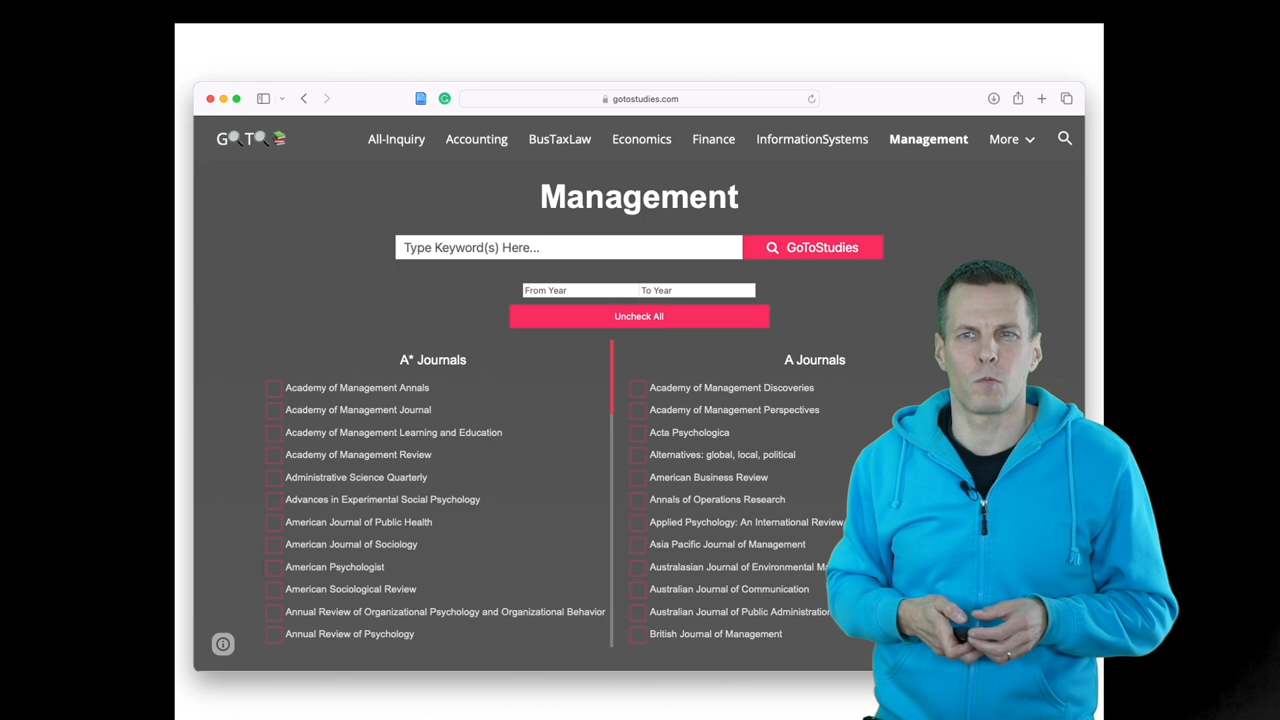 gotostudies.com
GOTO
All-Inquiry Accounting BusTaxLaw Economics Finance InformationSystems Management More
Management
Type Keyword(s) Here...
GoToStudies
From Year To Year
Uncheck All
A* Journals
Academy of Management Annals
Academy of Management Journal
Academy of Management Learning and Education
Academy of Management Review
Administrative Science Quarterly
Advances in Experimental Social Psychology
American Journal of Public Health
American Journal of Sociology
American Psychologist
American Sociological Review
Annual Review of Organizational Psychology and Organizational Behavior
Annual Review of Psychology
A Journals
Academy of Management Discoveries
Academy of Management Perspectives
Acta Psychologica
Alternatives: global, local, political
American Business Review
Annals of Operations Research
Applied Psychology: An International Review
Asia Pacific Journal of Management
Australasian Journal of Environmental
Australian Journal of Communication
Australian Journal of Public Administration
British Journal of Management